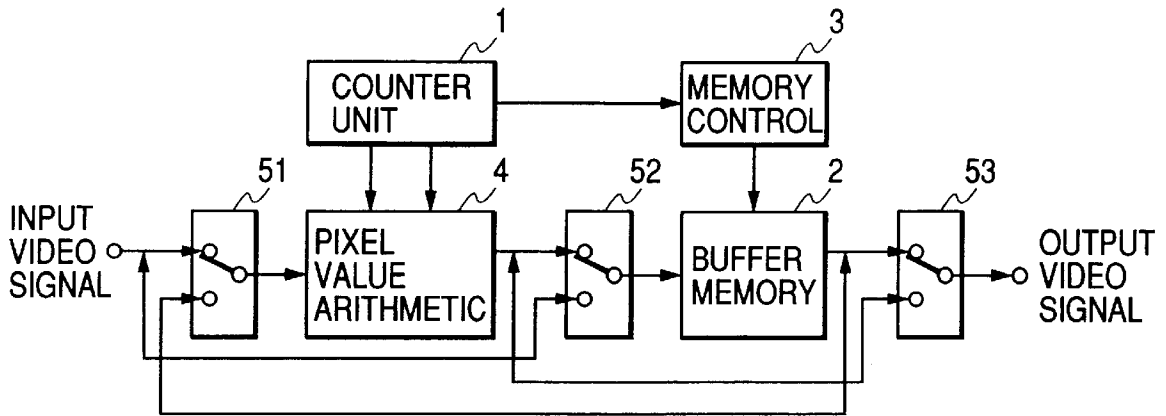 1
3
COUNTER
UNIT
MEMORY
CONTROL
51
4
52
2
53
INPUT
VIDEO
SIGNAL
PIXEL
VALUE
ARITHMETIC
BUFFER
MEMORY
OUTPUT
VIDEO
SIGNAL